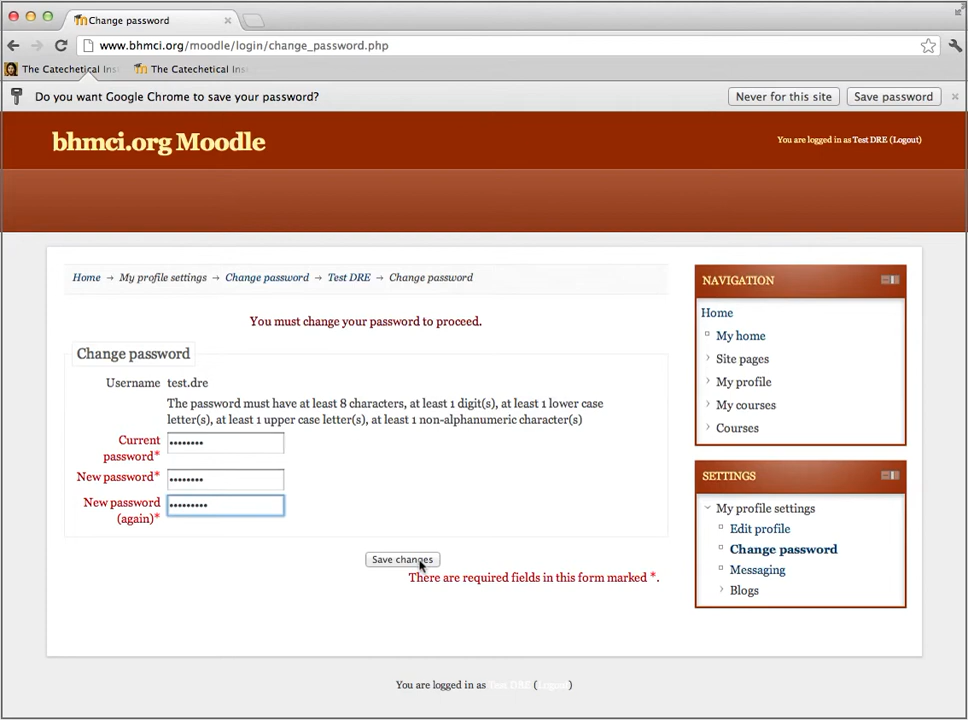 Change password
www.bhmci.org/moodle/login/change_password.php
The Catechetical Ins
The Catechetical Ins
Do you want Google Chrome to save your password?
Never for this site
Save password
bhmci.org Moodle
You are logged in as Test DRE (Logout)
Home → My profile settings → Change password → Test DRE → Change password
You must change your password to proceed.
Change password
Username test.dre
The password must have at least 8 characters, at least 1 digit(s), at least 1 lower case
letter(s), at least 1 upper case letter(s), at least 1 non-alphanumeric character(s)
Current
password* ••••••••
New password* ••••••••
New password
(again)* •••••••••
Save changes
There are required fields in this form marked *.
NAVIGATION
Home
My home
Site pages
My profile
My courses
Courses
SETTINGS
My profile settings
Edit profile
Change password
Messaging
Blogs
You are logged in as Test DRE (Logout)